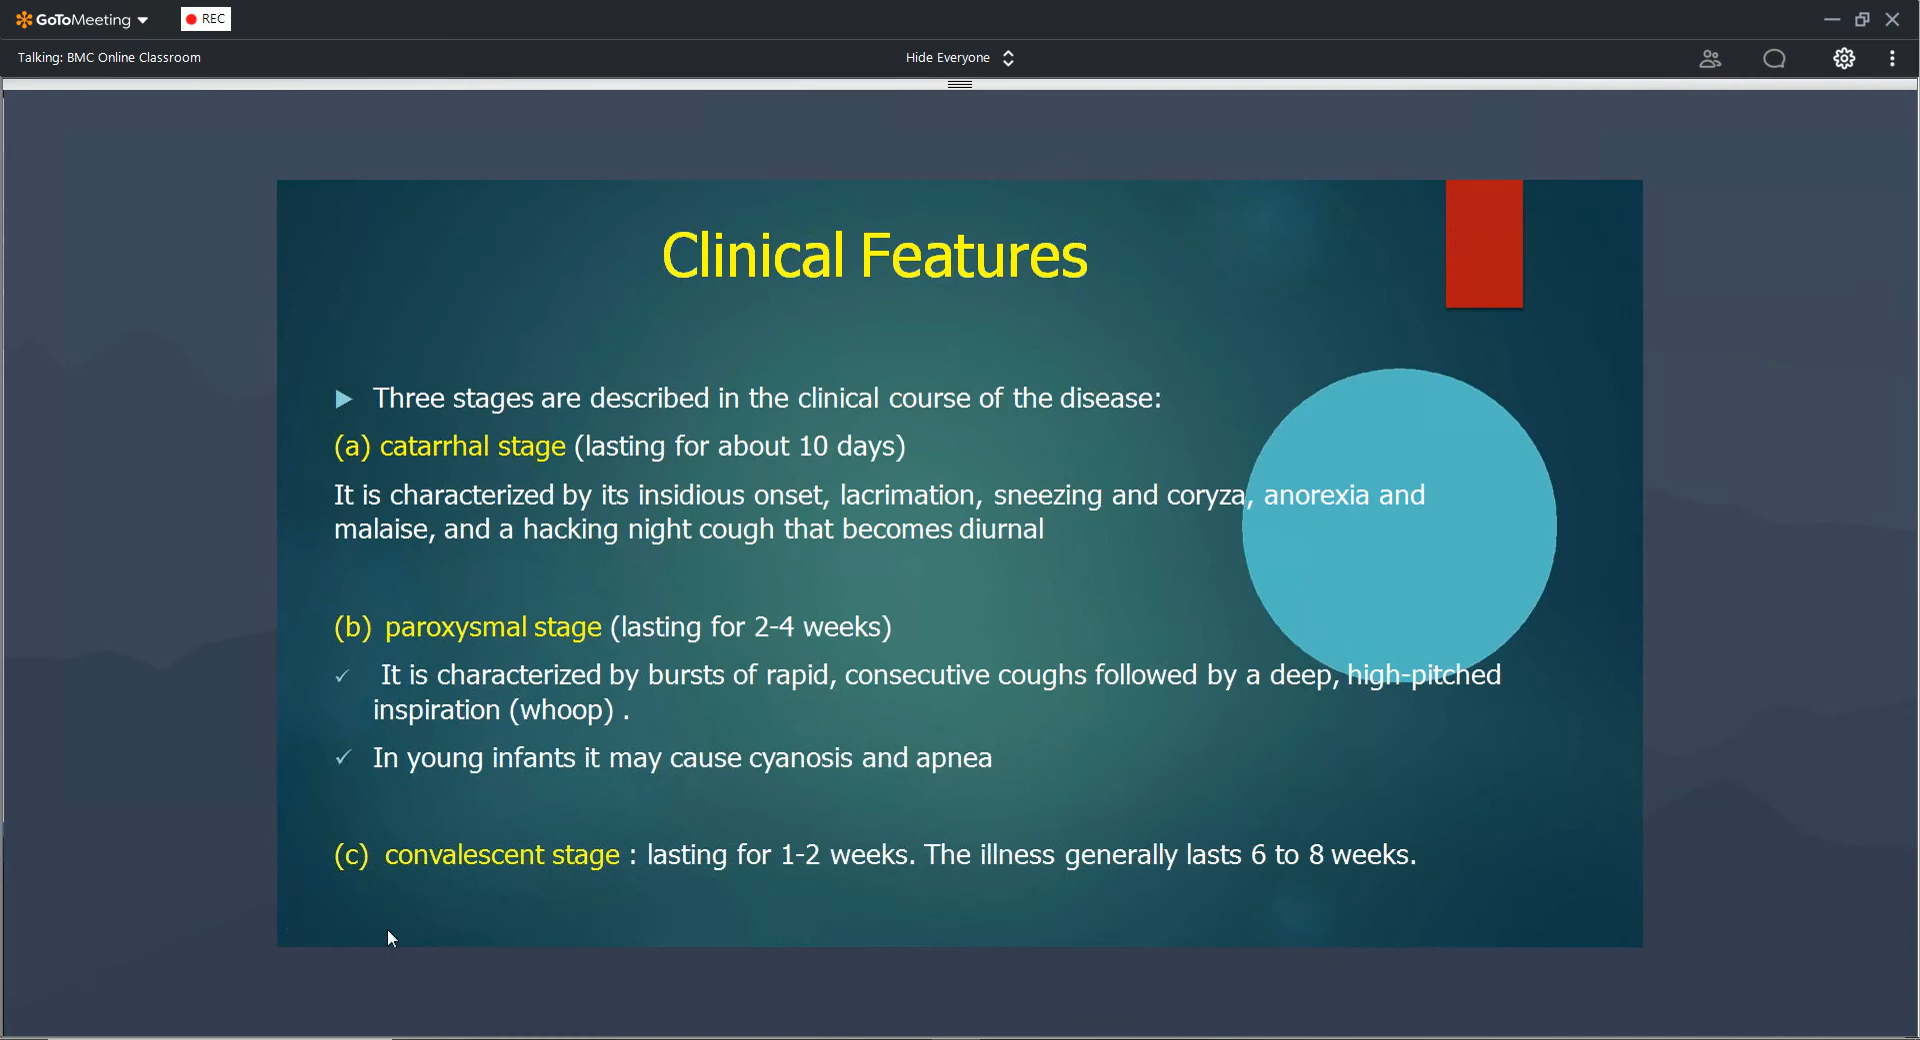 GoToMeeting
REC
Talking: BMC Online Classroom
Hide Everyone
Clinical Features
Three stages are described in the clinical course of the disease:
(a) catarrhal stage (lasting for about 10 days)
It is characterized by its insidious onset, lacrimation, sneezing and coryza, anorexia and
malaise, and a hacking night cough that becomes diurnal
(b) paroxysmal stage (lasting for 2-4 weeks)
It is characterized by bursts of rapid, consecutive coughs followed by a deep, high-pitched
inspiration (whoop) .
In young infants it may cause cyanosis and apnea
(c) convalescent stage : lasting for 1-2 weeks. The illness generally lasts 6 to 8 weeks.